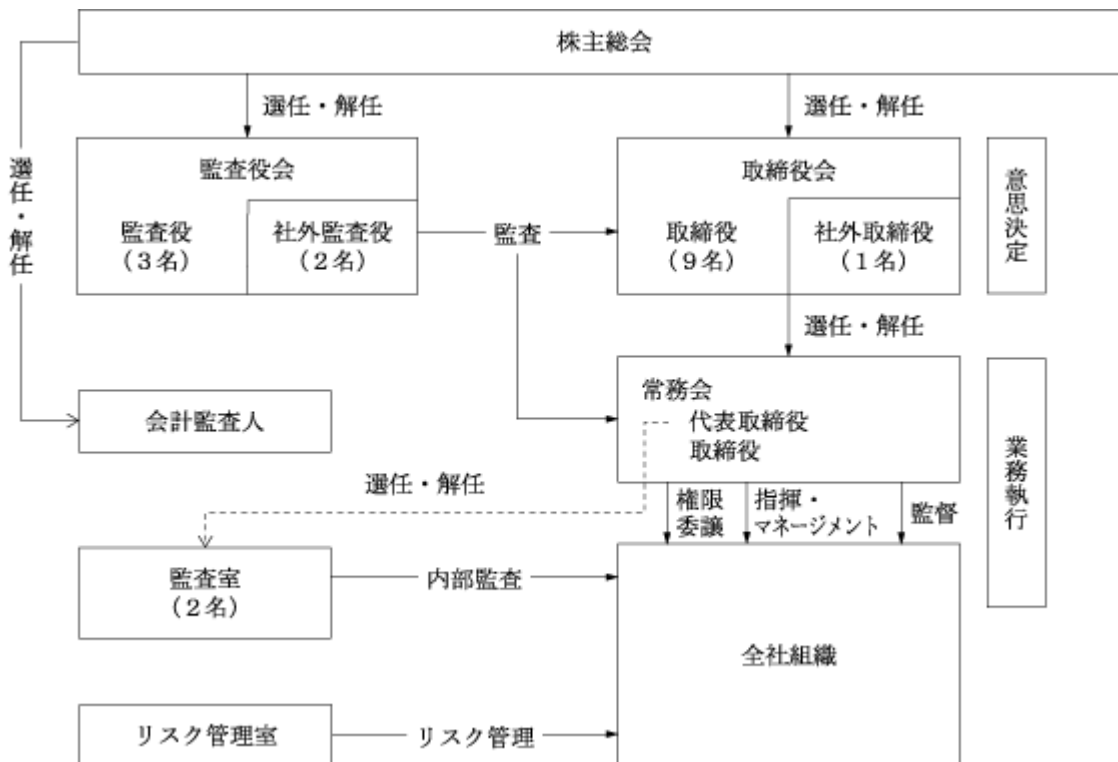 株主総会
選任・解任
選任・解任
選任・解任
監査役会
監査役
(3名)
社外監査役
(2名)
監査
取締役会
取締役
(9名)
社外取締役
(1名)
意思決定
選任・解任
会計監査人
常務会
代表取締役
取締役
業務執行
選任・解任
権限
委譲
指揮・
マネージメント
監督
監査室
(2名)
内部監査
全社組織
リスク管理室
リスク管理